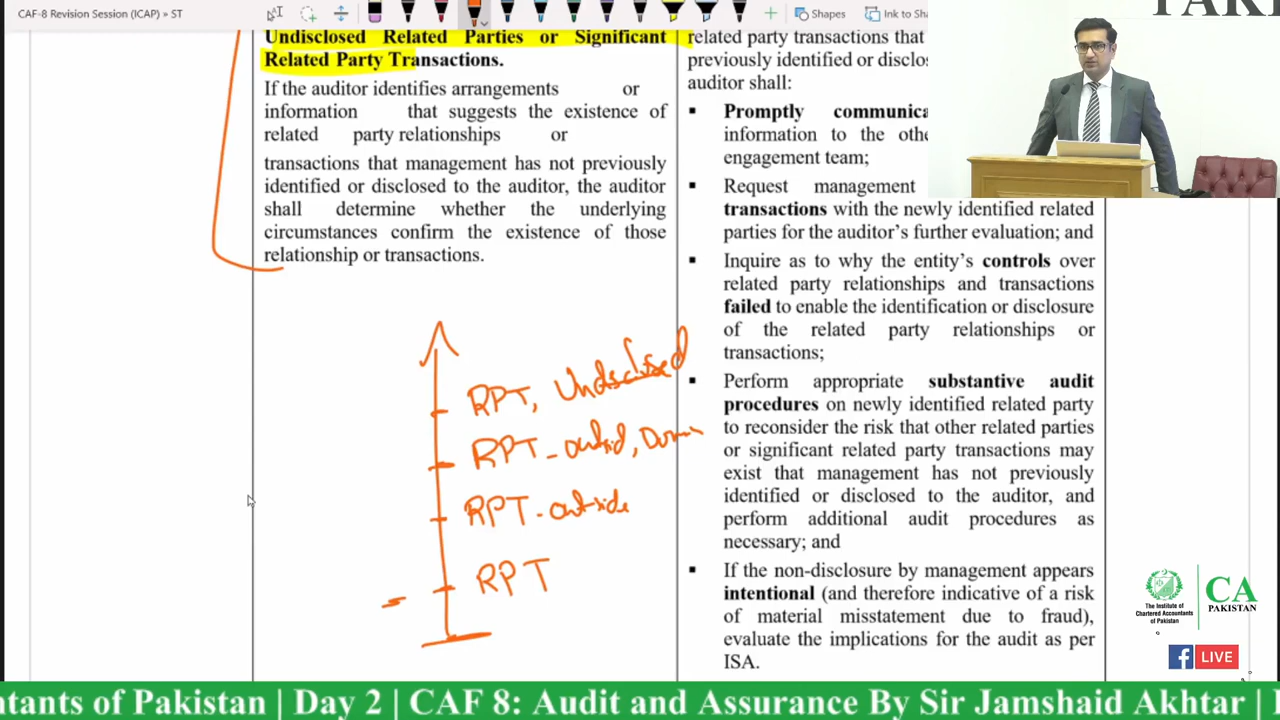 CAF-8 Revision Session (ICAP) » ST
Shapes
Ink to Sha
Undisclosed Related Parties or Significant
Related Party Transactions.
If the auditor identifies arrangements or
information that suggests the existence of
related party relationships or
transactions that management has not previously
identified or disclosed to the auditor, the auditor
shall determine whether the underlying
circumstances confirm the existence of those
relationship or transactions.
RPT, Undisclosed
RPT - outsid, Domin
RPT - outside
RPT
related party transactions that
previously identified or disclo
auditor shall:
▪ Promptly communica
information to the othe
engagement team;
▪ Request management
transactions with the newly identified related
parties for the auditor's further evaluation; and
▪ Inquire as to why the entity's controls over
related party relationships and transactions
failed to enable the identification or disclosure
of the related party relationships or
transactions;
▪ Perform appropriate substantive audit
procedures on newly identified related party
to reconsider the risk that other related parties
or significant related party transactions may
exist that management has not previously
identified or disclosed to the auditor, and
perform additional audit procedures as
necessary; and
▪ If the non-disclosure by management appears
intentional (and therefore indicative of a risk
of material misstatement due to fraud),
evaluate the implications for the audit as per
ISA.
The Institute of
Chartered Accountants
of Pakistan
CA
PAKISTAN
LIVE
ntants of Pakistan | Day 2 | CAF 8: Audit and Assurance By Sir Jamshaid Akhtar |